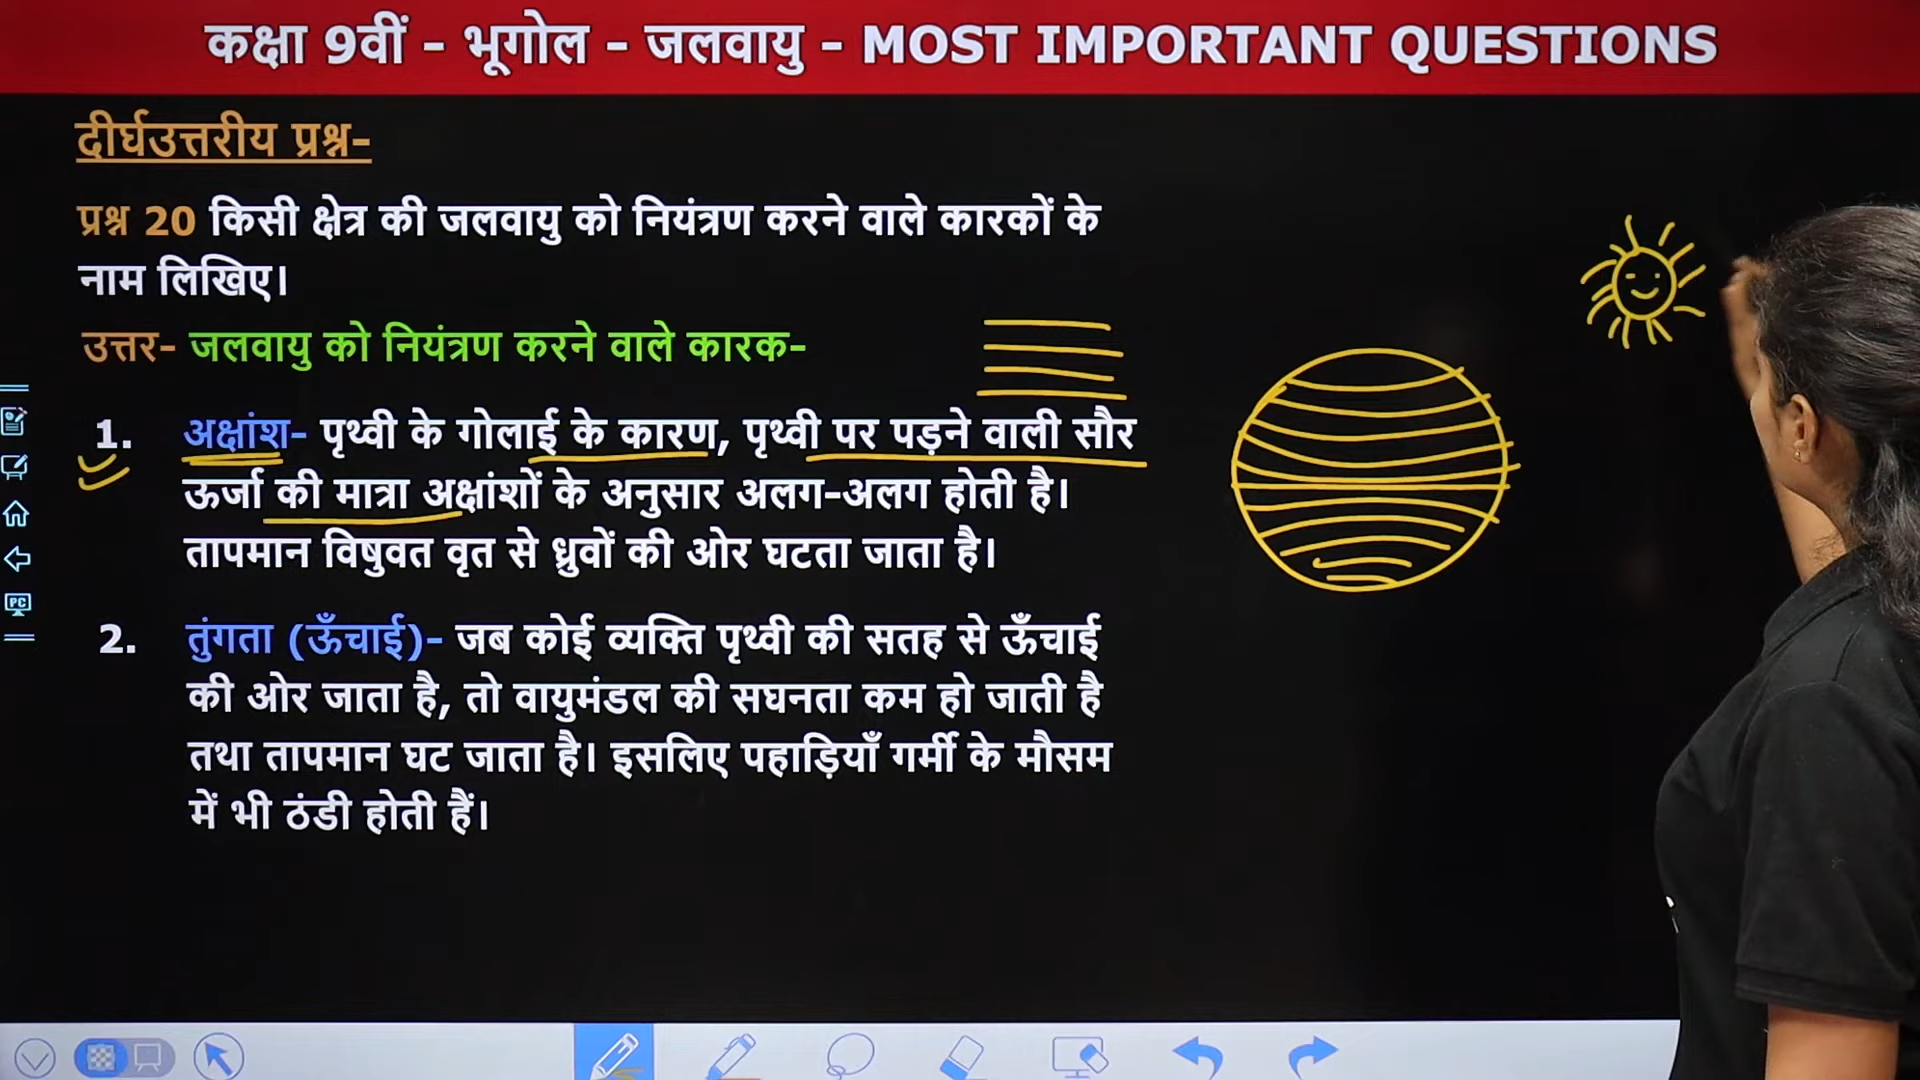 कक्षा 9वीं - भूगोल - जलवायु - MOST IMPORTANT QUESTIONS
दीर्घउत्तरीय प्रश्न-
प्रश्न 20 किसी क्षेत्र की जलवायु को नियंत्रण करने वाले कारकों के
नाम लिखिए।
उत्तर- जलवायु को नियंत्रण करने वाले कारक-
1. अक्षांश- पृथ्वी के गोलाई के कारण, पृथ्वी पर पड़ने वाली सौर
ऊर्जा की मात्रा अक्षांशों के अनुसार अलग-अलग होती है।
तापमान विषुवत वृत से ध्रुवों की ओर घटता जाता है।
2. तुंगता (ऊँचाई)- जब कोई व्यक्ति पृथ्वी की सतह से ऊँचाई
की ओर जाता है, तो वायुमंडल की सघनता कम हो जाती है
तथा तापमान घट जाता है। इसलिए पहाड़ियाँ गर्मी के मौसम
में भी ठंडी होती हैं।
PC